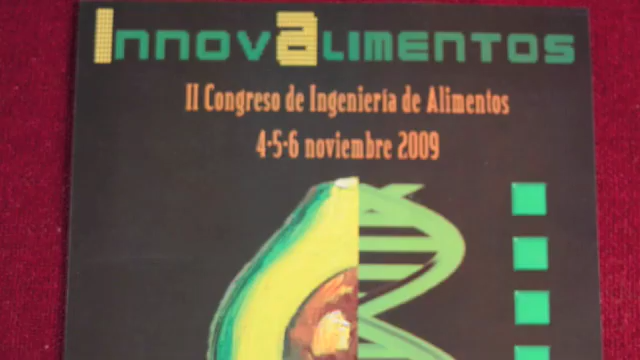 INNOVALIMENTOS
II Congreso de Ingeniería de Alimentos
4-5-6 noviembre 2009